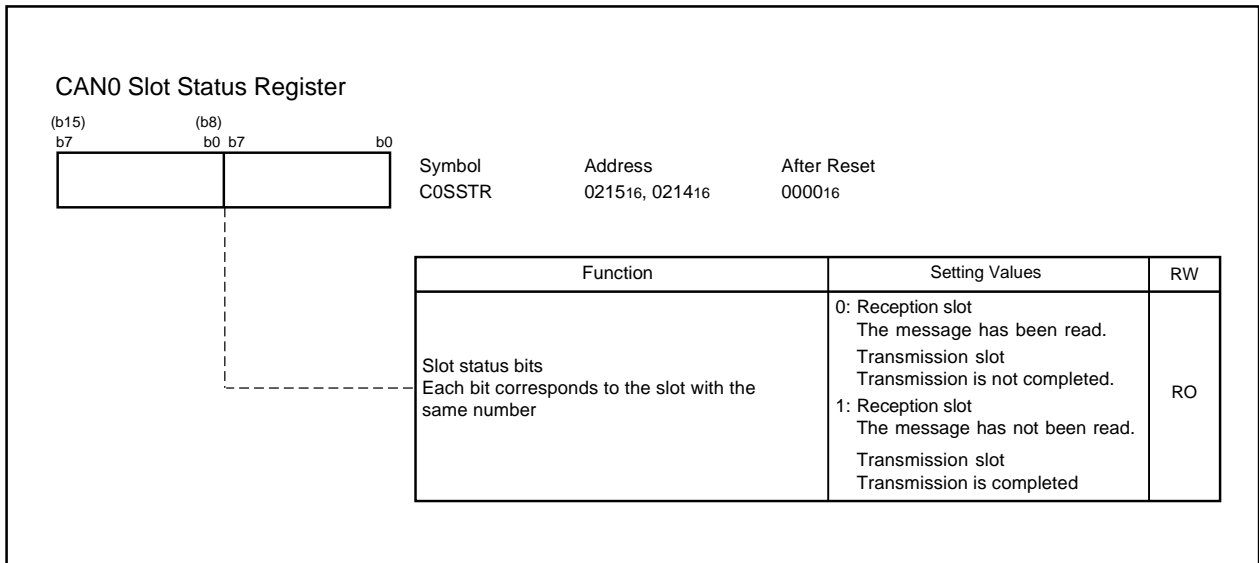 CAN0 Slot Status Register
(b15) (b8)
b7 b0 b7 b0
Symbol Address After Reset
C0SSTR 021516, 021416 000016
Function Setting Values RW
Slot status bits
Each bit corresponds to the slot with the
same number
0: Reception slot
The message has been read.
Transmission slot
Transmission is not completed.
1: Reception slot
The message has not been read.
Transmission slot
Transmission is completed
RO